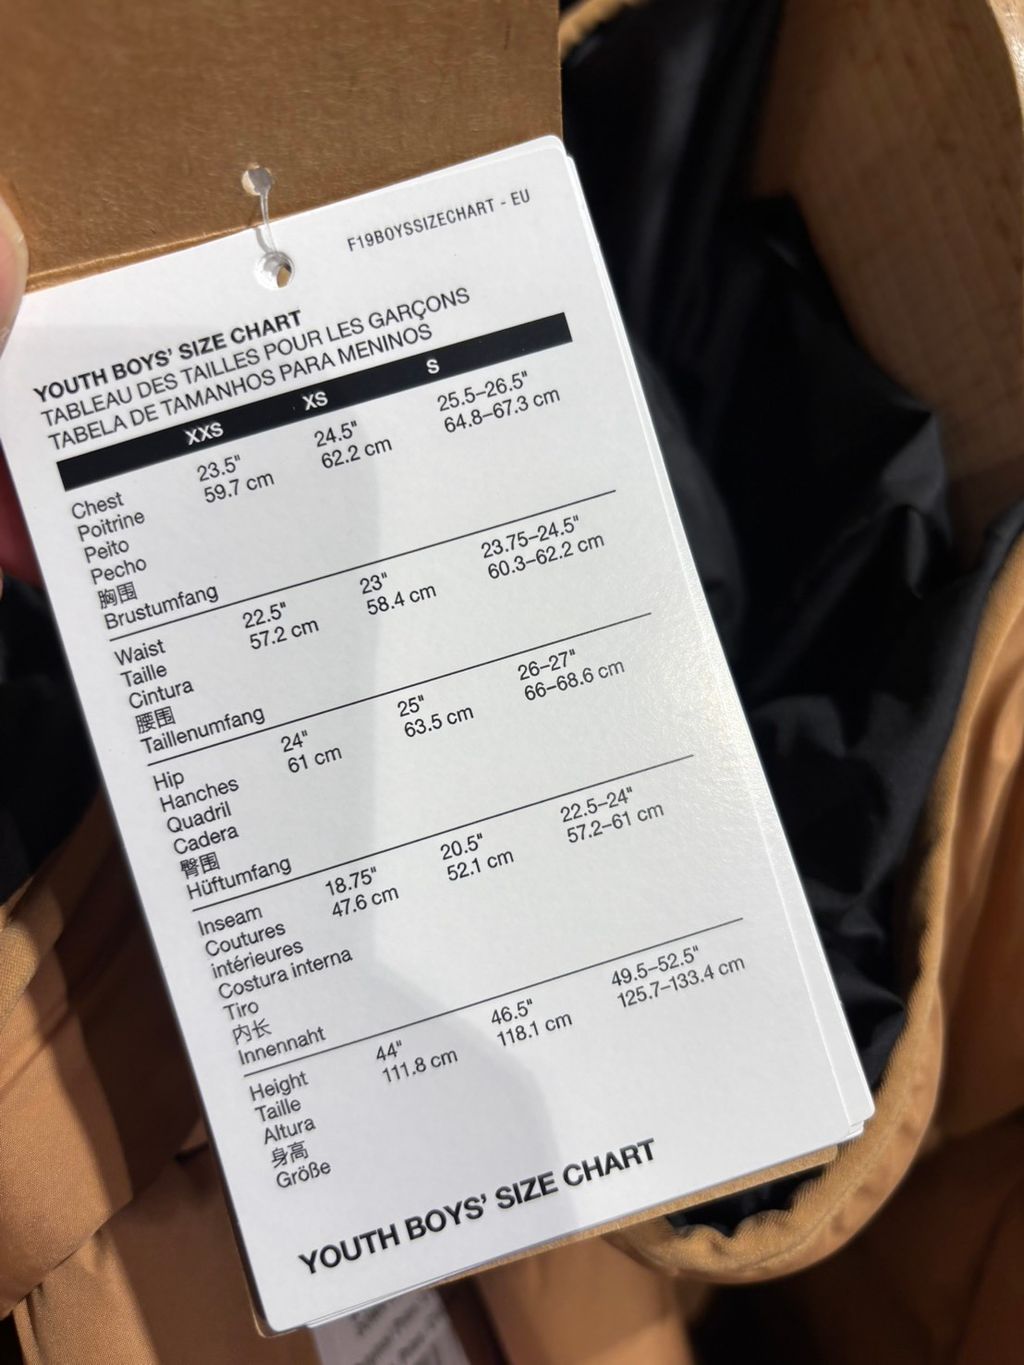 F19BOYSSIZECHART - EU
YOUTH BOYS' SIZE CHART
TABLEAU DES TAILLES POUR LES GARÇONS
TABELA DE TAMANHOS PARA MENINOS
XXS XS S
Chest 23.5" 24.5" 25.5–26.5"
Poitrine 59.7 cm 62.2 cm 64.8–67.3 cm
Peito
Pecho
胸围
Brustumfang
Waist 22.5" 23" 23.75–24.5"
Taille 57.2 cm 58.4 cm 60.3–62.2 cm
Cintura
腰围
Taillenumfang
Hip 24" 25" 26–27"
Hanches 61 cm 63.5 cm 66–68.6 cm
Quadril
Cadera
臀围
Hüftumfang
Inseam 18.75" 20.5" 22.5–24"
Coutures 47.6 cm 52.1 cm 57.2–61 cm
intérieures
Costura interna
Tiro
内长
Innennaht
Height 44" 46.5" 49.5–52.5"
Taille 111.8 cm 118.1 cm 125.7–133.4 cm
Altura
身高
Größe
YOUTH BOYS' SIZE CHART